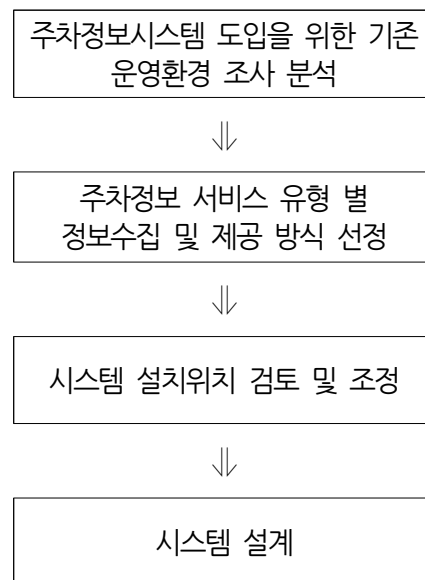 주차정보시스템 도입을 위한 기존
운영환경 조사 분석
⇓
주차정보 서비스 유형 별
정보수집 및 제공 방식 선정
⇓
시스템 설치위치 검토 및 조정
⇓
시스템 설계